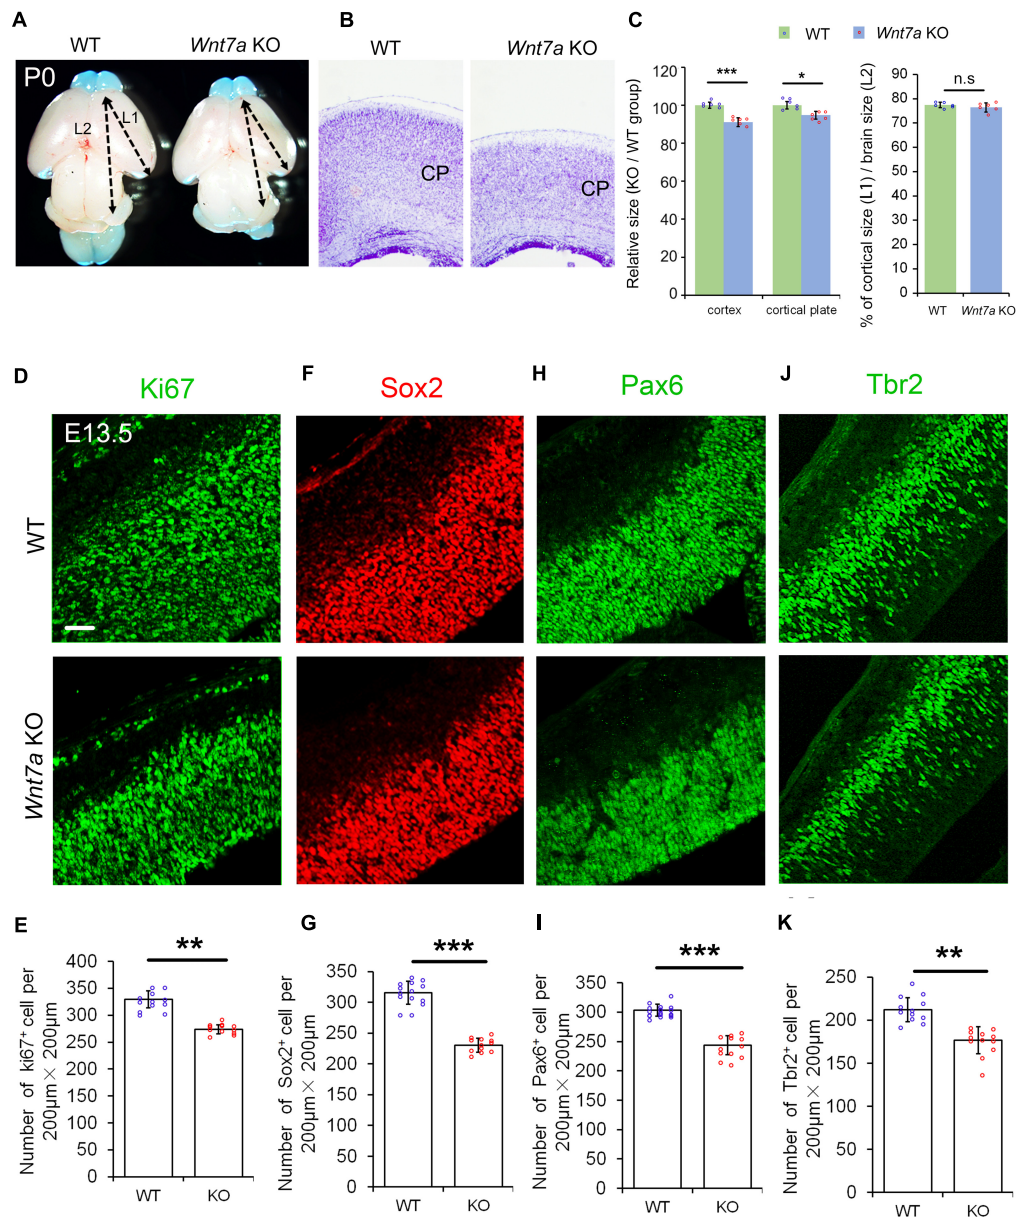 A
WT
Wnt7a KO
P0
L2
L1
B
WT
Wnt7a KO
CP
CP
C
WT
Wnt7a KO
Relative size (KO / WT group)
120
100
80
60
40
20
0
***
*
cortex
cortical plate
% of cortical size (L1) / brain size (L2)
90
80
70
60
50
40
30
20
10
0
n.s
WT
Wnt7a KO
D
Ki67
F
Sox2
H
Pax6
J
Tbr2
E13.5
WT
Wnt7a KO
E
Number of ki67⁺ cell per
200μm × 200μm
400
350
300
250
200
150
100
50
0
**
WT
KO
G
Number of Sox2⁺ cell per
200μm × 200μm
350
300
250
200
150
100
50
0
***
WT
KO
I
Number of Pax6⁺ cell per
200μm × 200μm
350
300
250
200
150
100
50
0
***
WT
KO
K
Number of Tbr2⁺ cell per
200μm × 200μm
250
200
150
100
50
0
**
WT
KO